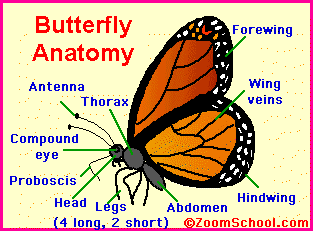 Butterfly
Anatomy
Forewing
Antenna
Thorax
Wing
veins
Compound
eye
Proboscis
Head
Legs
Abdomen
Hindwing
(4 long, 2 short)
©ZoomSchool.com